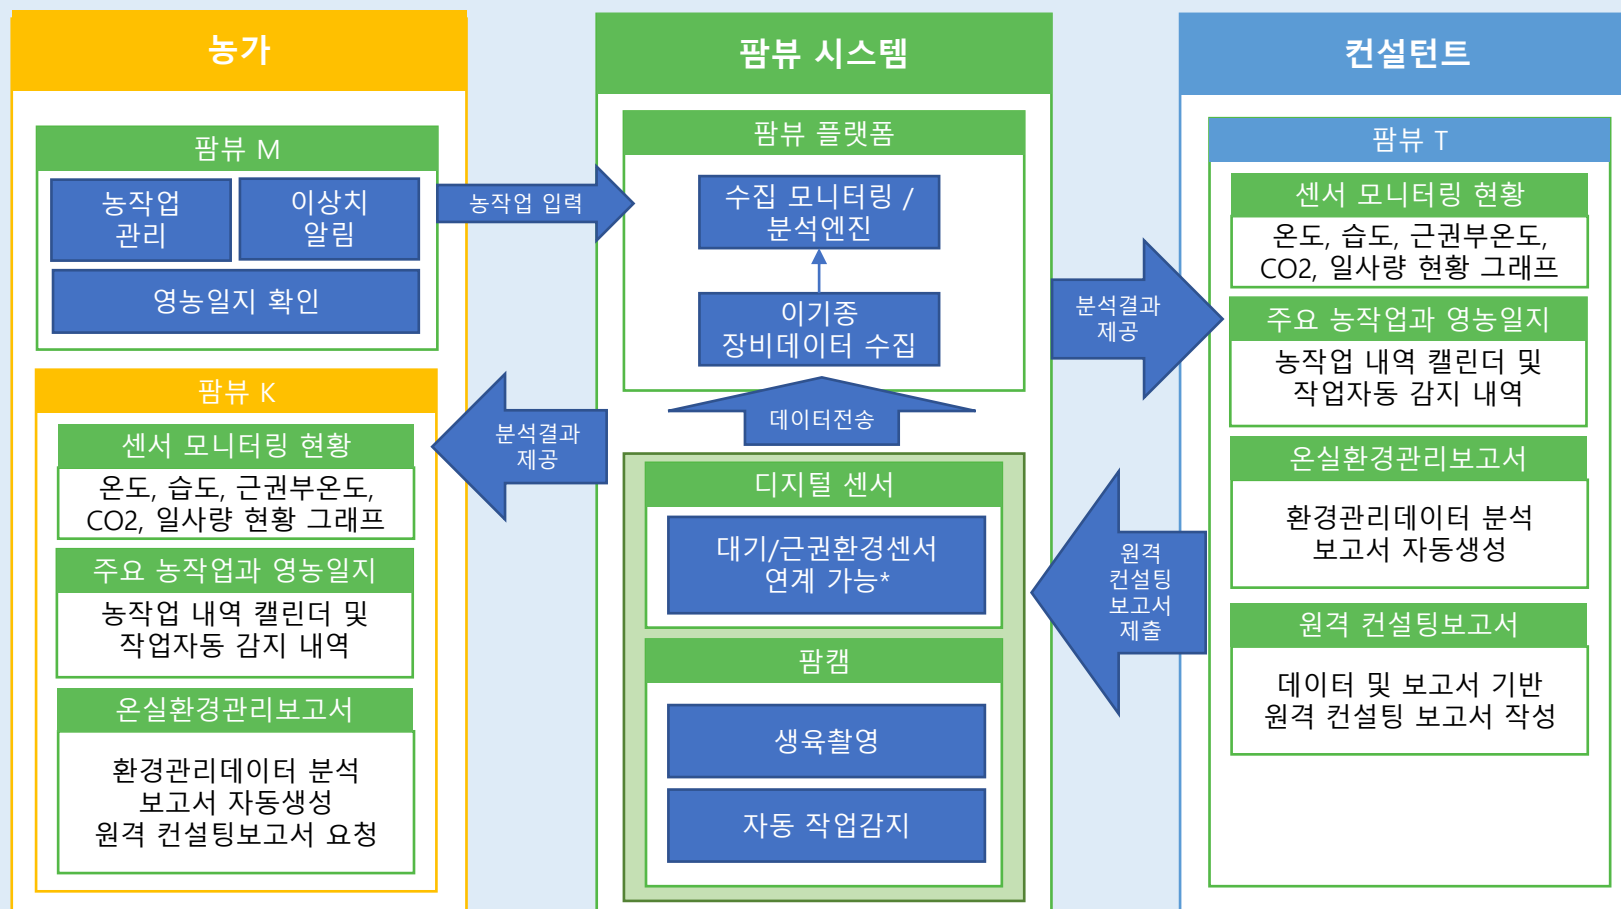 농가
팜뷰 M
농작업
관리
이상치
알림
영농일지 확인
팜뷰 K
센서 모니터링 현황
온도, 습도, 근권부온도,
CO2, 일사량 현황 그래프
주요 농작업과 영농일지
농작업 내역 캘린더 및
작업자동 감지 내역
온실환경관리보고서
환경관리데이터 분석
보고서 자동생성
원격 컨설팅보고서 요청
농작업 입력
분석결과
제공
팜뷰 시스템
팜뷰 플랫폼
수집 모니터링 /
분석엔진
이기종
장비데이터 수집
데이터전송
디지털 센서
대기/근권환경센서
연계 가능*
팜캠
생육촬영
자동 작업감지
분석결과
제공
원격
컨설팅
보고서
제출
컨설턴트
팜뷰 T
센서 모니터링 현황
온도, 습도, 근권부온도,
CO2, 일사량 현황 그래프
주요 농작업과 영농일지
농작업 내역 캘린더 및
작업자동 감지 내역
온실환경관리보고서
환경관리데이터 분석
보고서 자동생성
원격 컨설팅보고서
데이터 및 보고서 기반
원격 컨설팅 보고서 작성